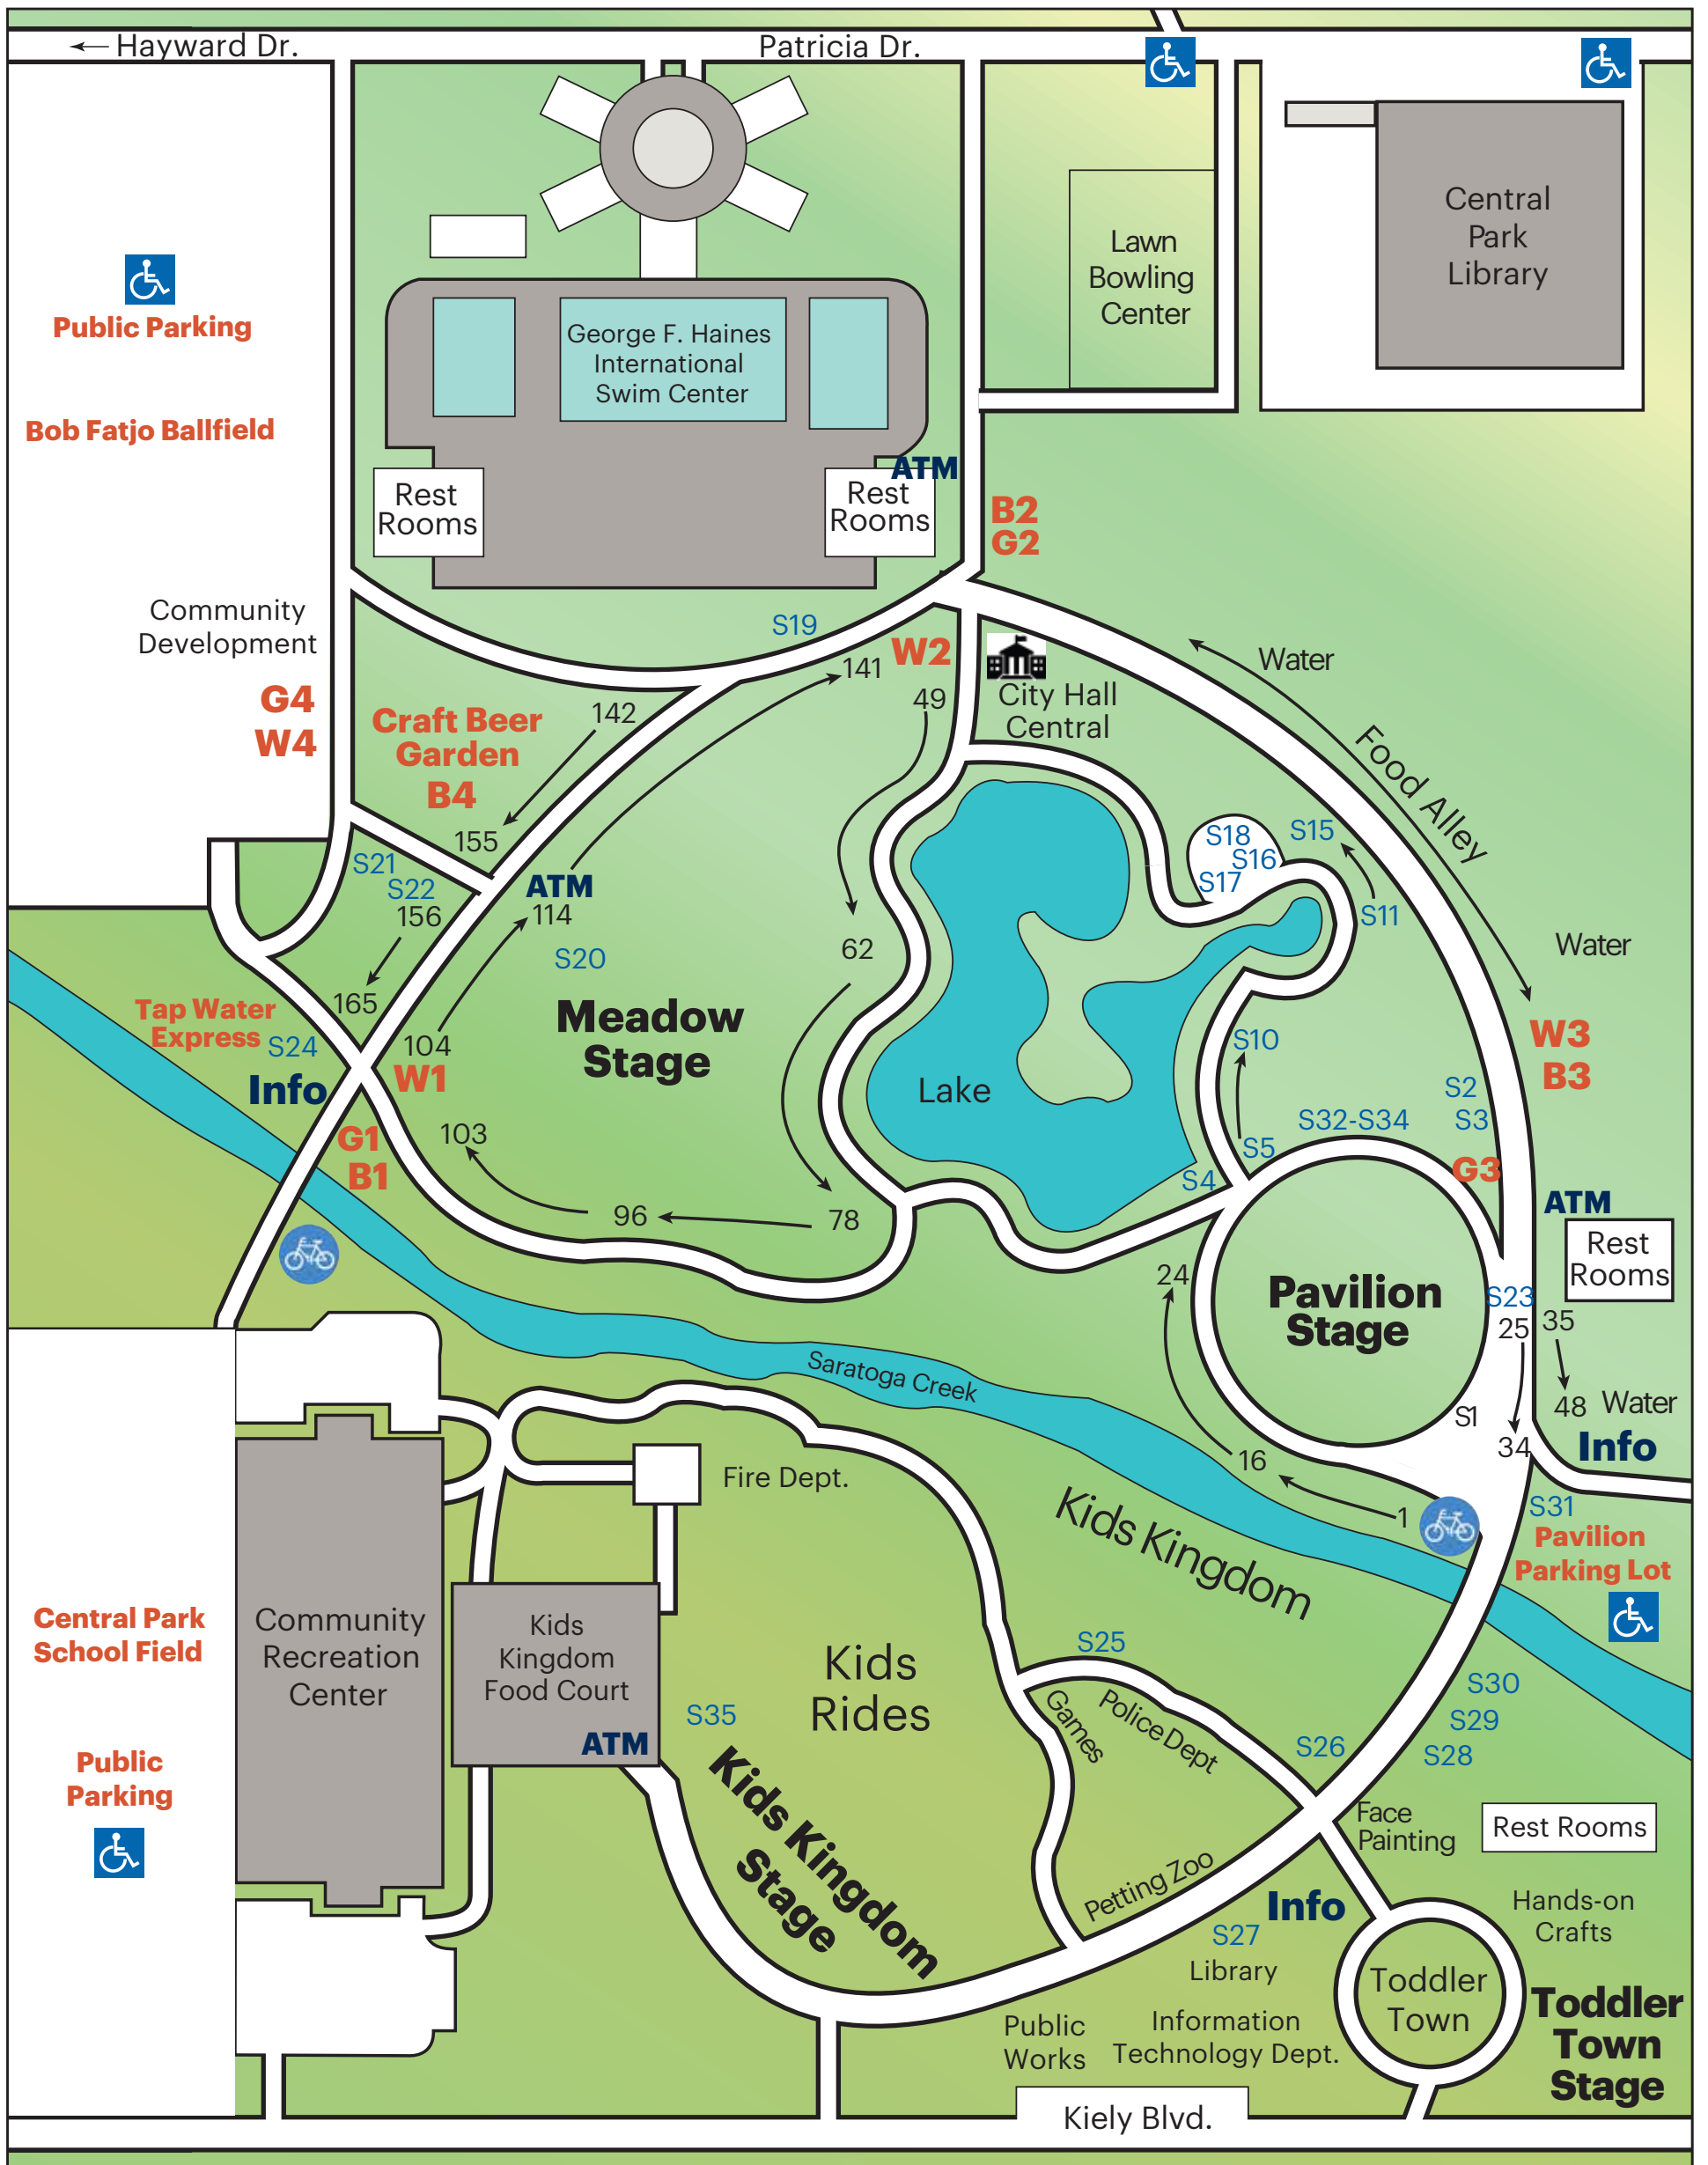 Hayward Dr.
Patricia Dr.
Central
Park
Library
Lawn
Bowling
Center
Public Parking
George F. Haines
International
Swim Center
Bob Fatjo Ballfield
ATM
Rest
Rooms
Rest
Rooms
B2
G2
Community
Development
S19
W2
141
49
City Hall
Central
Water
G4
W4
Craft Beer
Garden
B4
142
155
Food Alley
S21
S22
156
ATM
114
S18
S16
S17
S15
S11
62
Water
S20
165
Tap Water
Express
S24
Info
104
W1
Meadow
Stage
Lake
S10
W3
B3
S2
S3
S32-S34
G1
B1
103
S5
S4
G3
ATM
96
78
Rest
Rooms
24
Pavilion
Stage
S23
25
35
48
Water
S1
34
Info
Saratoga Creek
16
1
Fire Dept.
Kids Kingdom
S31
Pavilion
Parking Lot
Central Park
School Field
Community
Recreation
Center
Kids
Kingdom
Food Court
ATM
S35
Kids
Rides
S25
Games
Police Dept
S30
S29
S28
S26
Public
Parking
Kids Kingdom
Stage
Face
Painting
Rest Rooms
Petting Zoo
Info
S27
Library
Hands-on
Crafts
Toddler
Town
Toddler
Town
Stage
Public
Works
Information
Technology Dept.
Kiely Blvd.